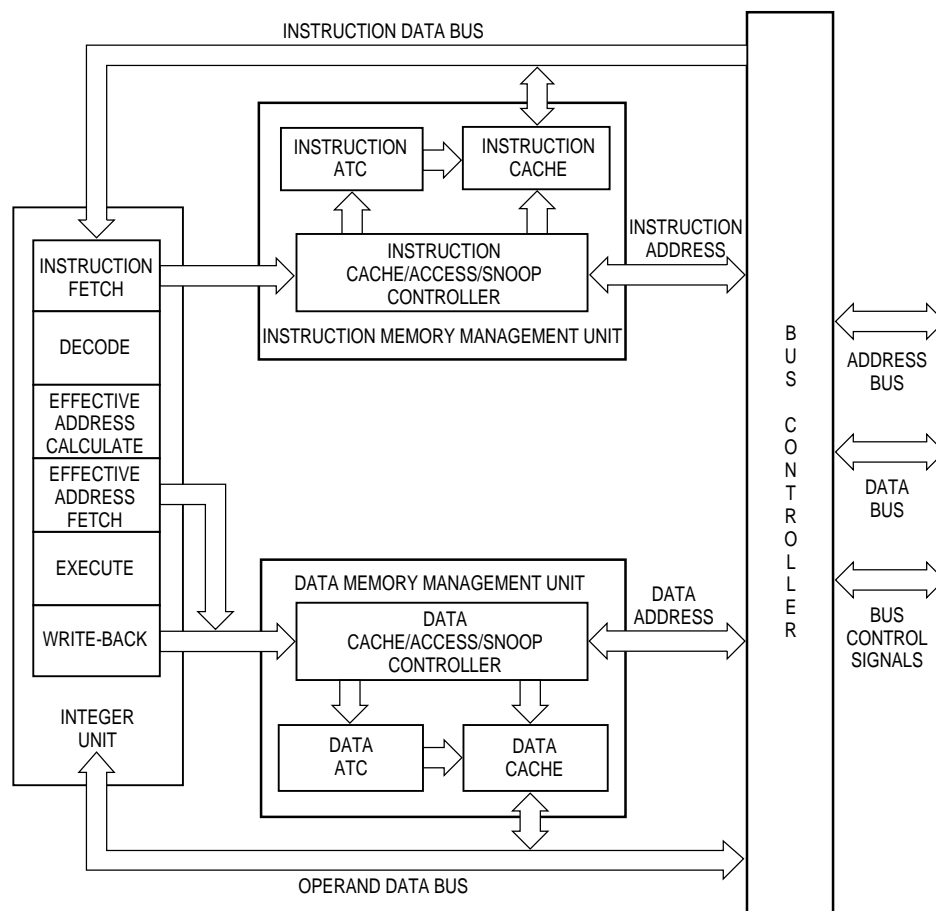 INSTRUCTION DATA BUS
INSTRUCTION
ATC
INSTRUCTION
CACHE
INSTRUCTION
CACHE/ACCESS/SNOOP
CONTROLLER
INSTRUCTION MEMORY MANAGEMENT UNIT
INSTRUCTION
ADDRESS
INSTRUCTION
FETCH
DECODE
EFFECTIVE
ADDRESS
CALCULATE
EFFECTIVE
ADDRESS
FETCH
EXECUTE
WRITE-BACK
INTEGER
UNIT
DATA MEMORY MANAGEMENT UNIT
DATA
CACHE/ACCESS/SNOOP
CONTROLLER
DATA
ATC
DATA
CACHE
DATA
ADDRESS
OPERAND DATA BUS
BUS CONTROLLER
ADDRESS
BUS
DATA
BUS
BUS
CONTROL
SIGNALS